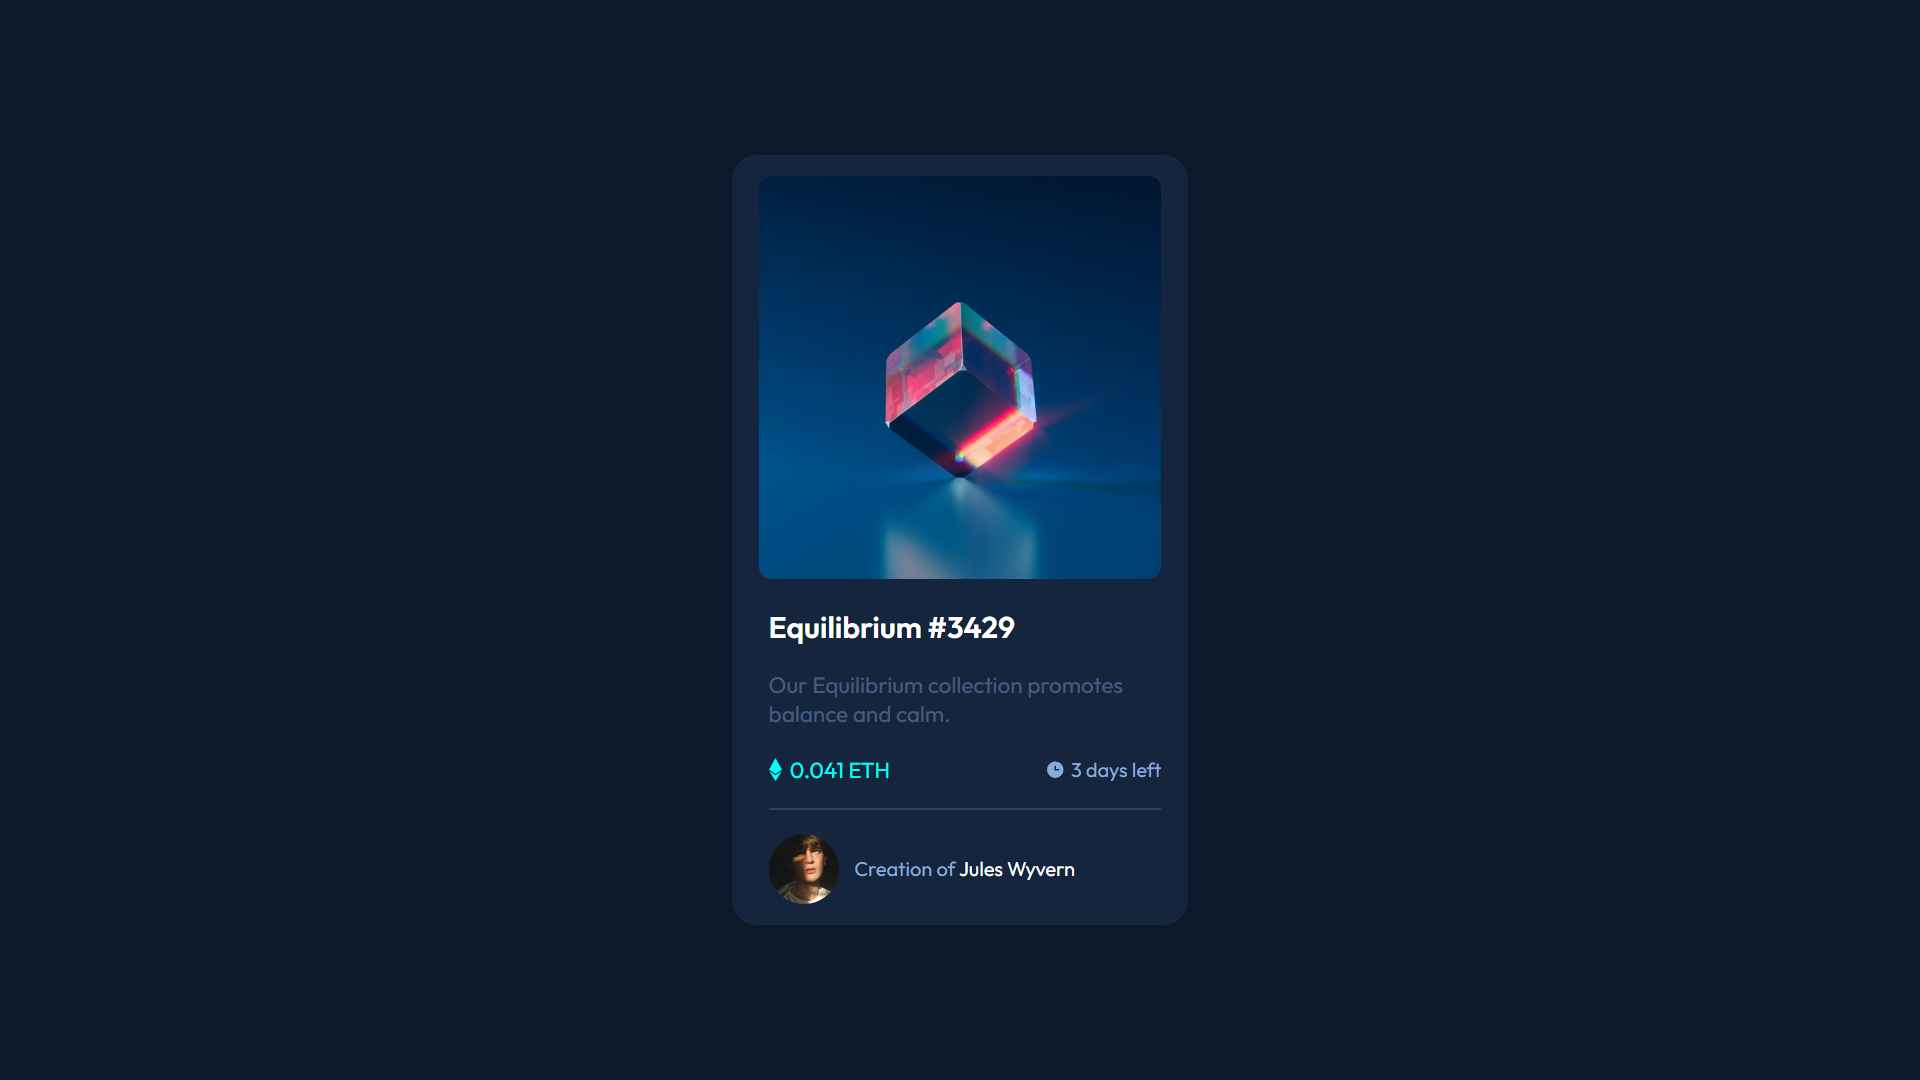 Equilibrium #3429
Our Equilibrium collection promotes
balance and calm.
0.041 ETH
3 days left
Creation of Jules Wyvern